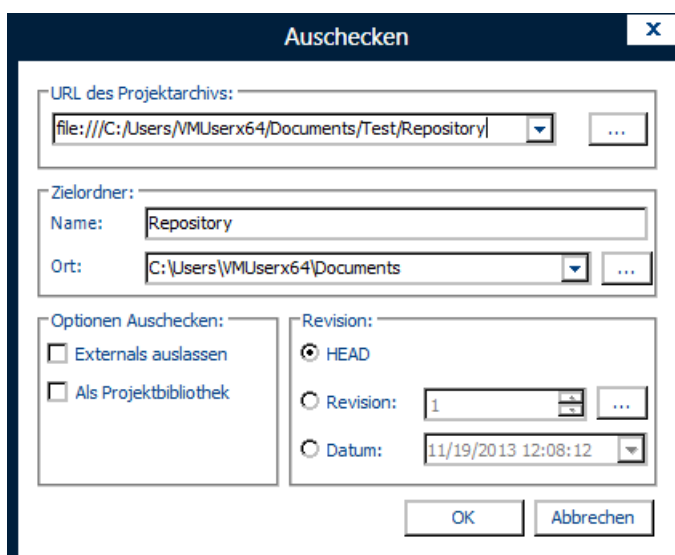 Auschecken
x
URL des Projektarchivs:
file:///C:/Users/VMUserx64/Documents/Test/Repository
...
Zielordner:
Name: Repository
Ort: C:\Users\VMUserx64\Documents ...
Optionen Auschecken:
Externals auslassen
Als Projektbibliothek
Revision:
HEAD
Revision: 1 ...
Datum: 11/19/2013 12:08:12
OK Abbrechen